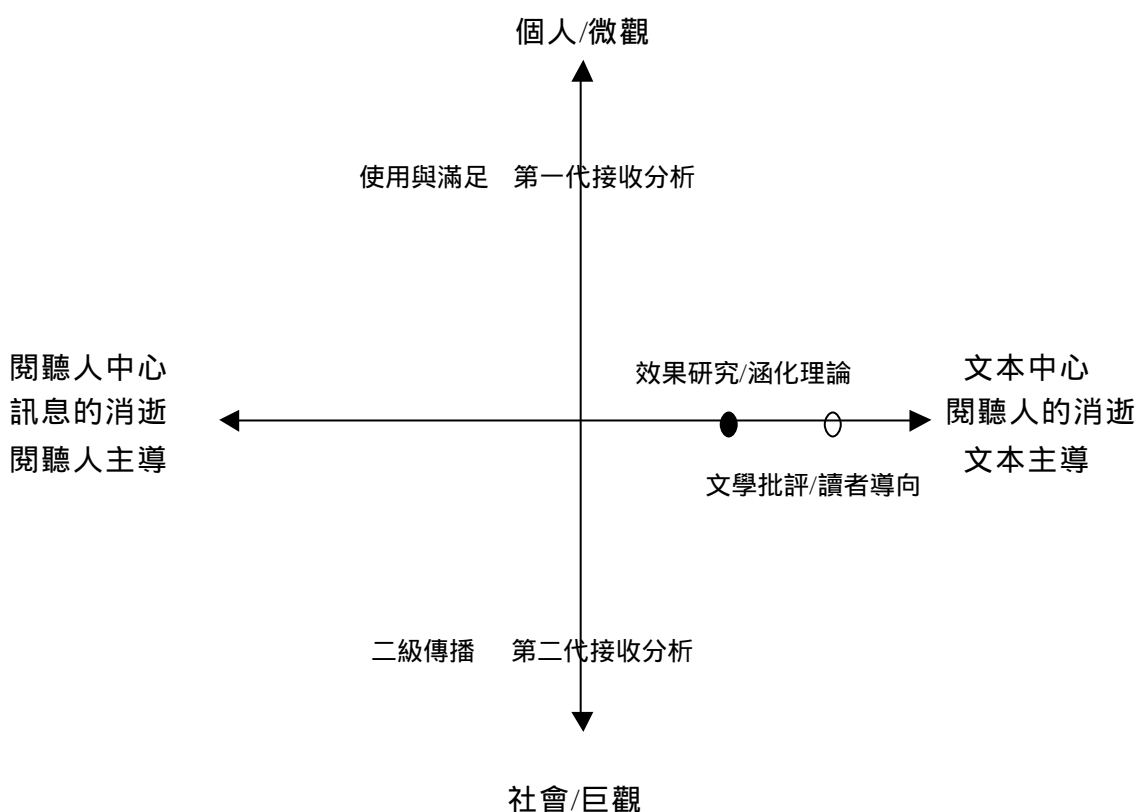 個人/微觀
使用與滿足 第一代接收分析
閱聽人中心
訊息的消逝
閱聽人主導
效果研究/涵化理論
文學批評/讀者導向
文本中心
閱聽人的消逝
文本主導
二級傳播 第二代接收分析
社會/巨觀